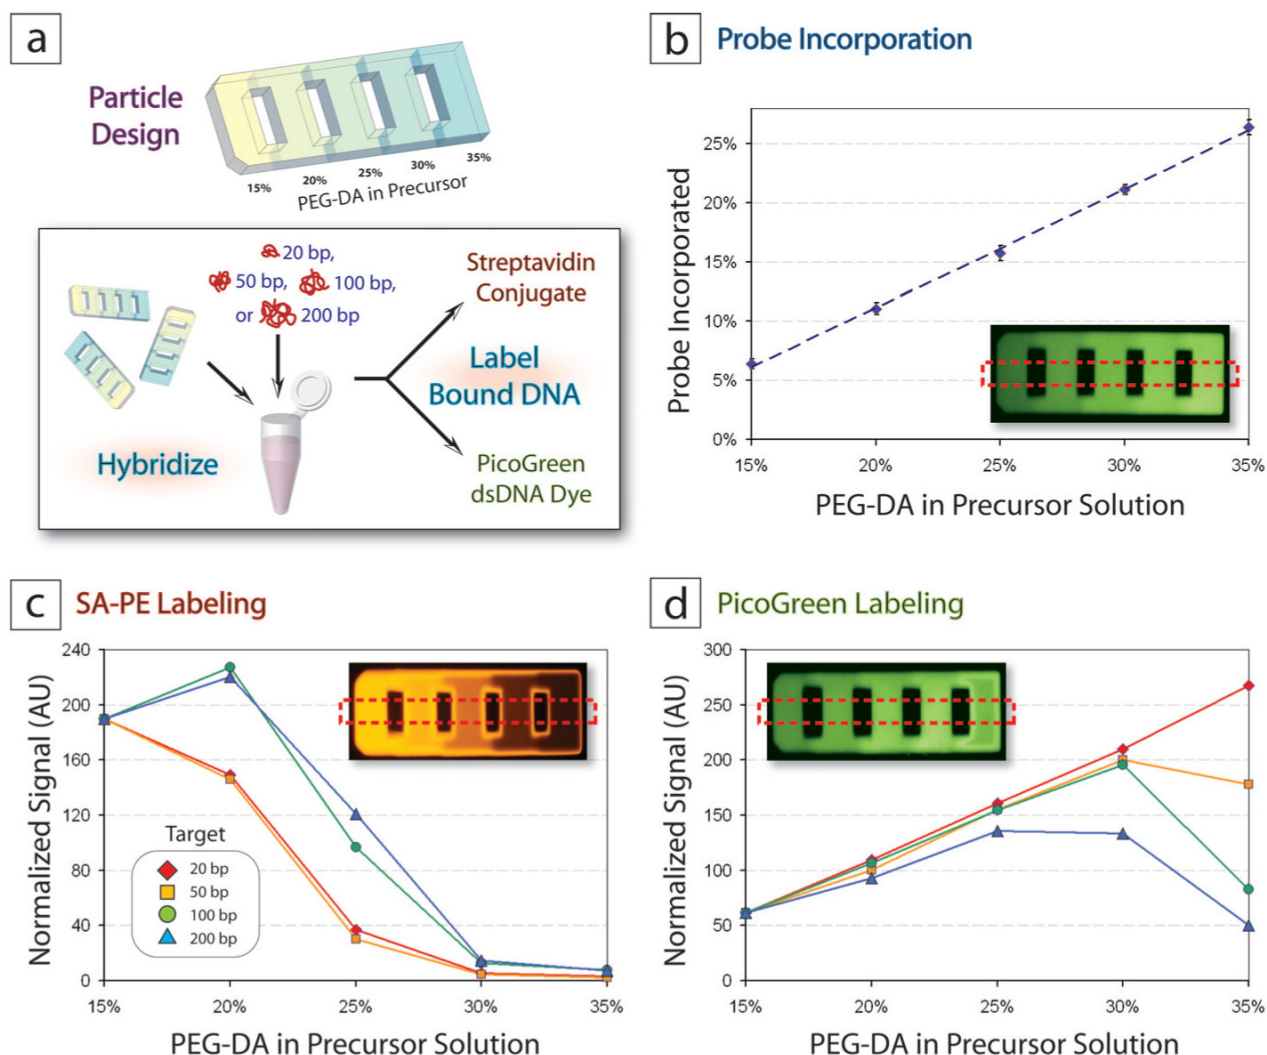 a
Particle
Design
15%
20%
25%
30%
35%
PEG-DA in Precursor
20 bp,
50 bp,
100 bp,
or
200 bp
Hybridize
Streptavidin
Conjugate
Label
Bound DNA
PicoGreen
dsDNA Dye
b
Probe Incorporation
Probe Incorporated
25%
20%
15%
10%
5%
0%
15%
20%
25%
30%
35%
PEG-DA in Precursor Solution
c
SA-PE Labeling
Normalized Signal (AU)
240
200
160
120
80
40
0
Target
20 bp
50 bp
100 bp
200 bp
15%
20%
25%
30%
35%
PEG-DA in Precursor Solution
d
PicoGreen Labeling
Normalized Signal (AU)
300
250
200
150
100
50
0
15%
20%
25%
30%
35%
PEG-DA in Precursor Solution